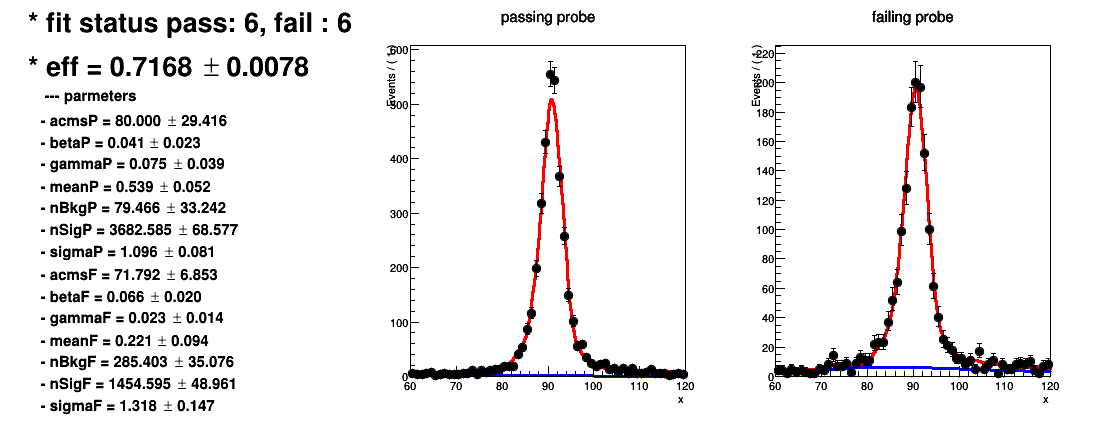 * fit status pass: 6, fail : 6
* eff = 0.7168 ± 0.0078
--- parmeters
- acmsP = 80.000 ± 29.416
- betaP = 0.041 ± 0.023
- gammaP = 0.075 ± 0.039
- meanP = 0.539 ± 0.052
- nBkgP = 79.466 ± 33.242
- nSigP = 3682.585 ± 68.577
- sigmaP = 1.096 ± 0.081
- acmsF = 71.792 ± 6.853
- betaF = 0.066 ± 0.020
- gammaF = 0.023 ± 0.014
- meanF = 0.221 ± 0.094
- nBkgF = 285.403 ± 35.076
- nSigF = 1454.595 ± 48.961
- sigmaF = 1.318 ± 0.147
passing probe
Events / ( 1 )
600
500
400
300
200
100
0
60 70 80 90 100 110 120
x
failing probe
Events / ( 1 )
220
200
180
160
140
120
100
80
60
40
20
0
60 70 80 90 100 110 120
x